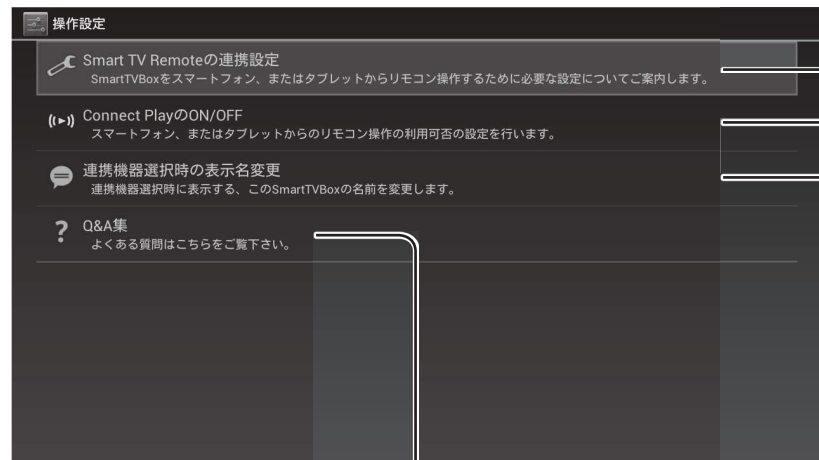 操作設定
Smart TV Remoteの連携設定
SmartTVBoxをスマートフォン、またはタブレットからリモコン操作するために必要な設定についてご案内します。
Connect PlayのON/OFF
スマートフォン、またはタブレットからのリモコン操作の利用可否の設定を行います。
連携機器選択時の表示名変更
連携機器選択時に表示する、このSmartTVBoxの名前を変更します。
Q&A集
よくある質問はこちらをご覧下さい。